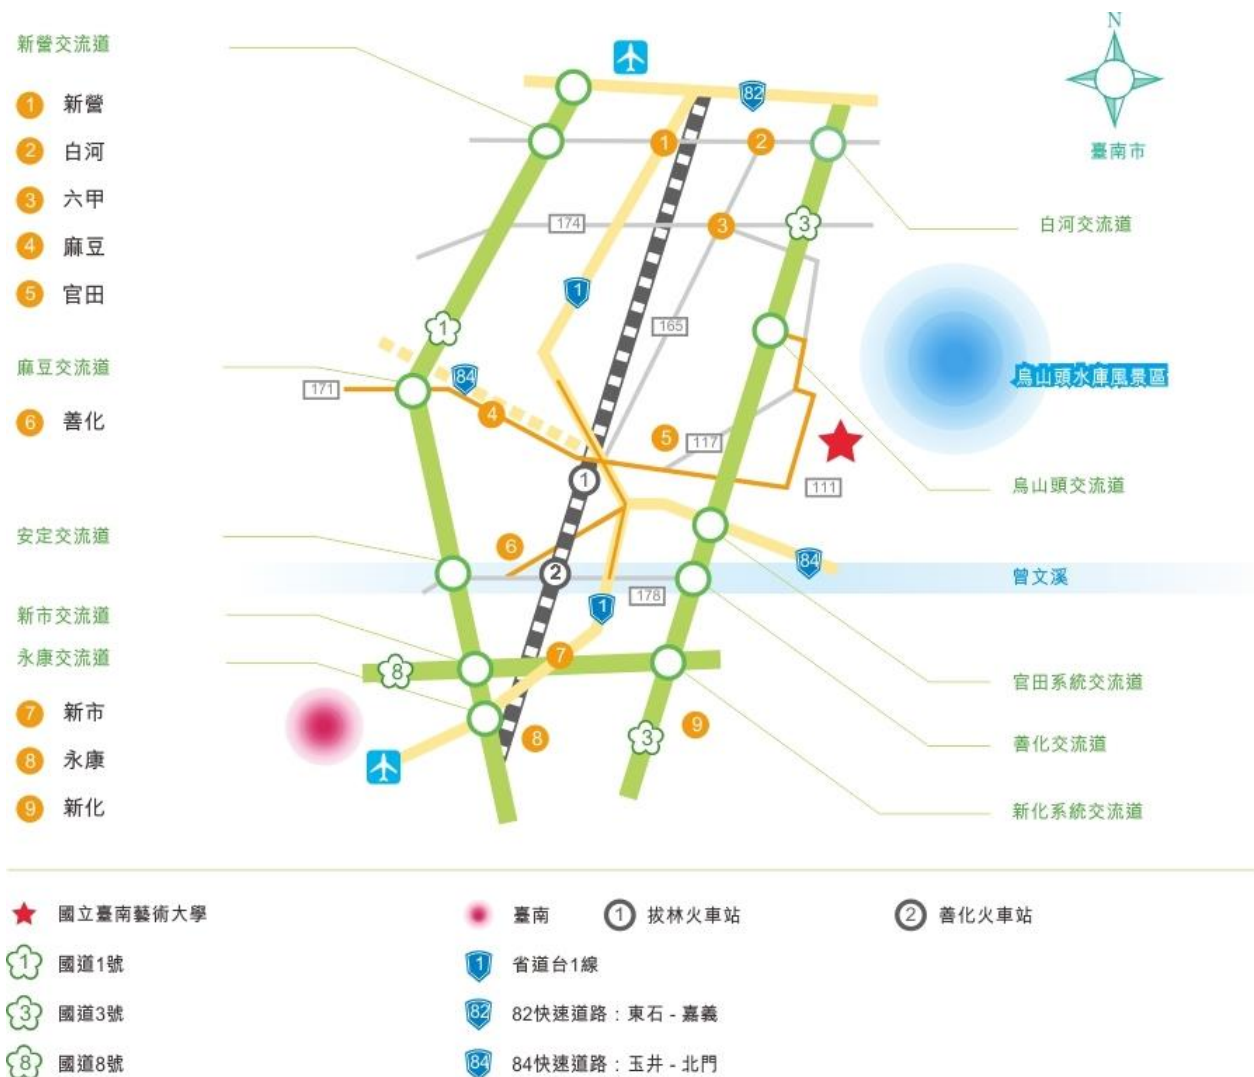 N
臺南市
新營交流道
1 新營
2 白河
3 六甲
4 麻豆
5 官田
麻豆交流道
6 善化
安定交流道
新市交流道
永康交流道
7 新市
8 永康
9 新化
82
1
2
174
3
3
1
165
1
171
84
4
5
117
111
1
6
2
84
178
1
7
8
8
9
3
白河交流道
烏山頭水庫風景區
烏山頭交流道
曾文溪
官田系統交流道
善化交流道
新化系統交流道
國立臺南藝術大學
臺南
1 拔林火車站
2 善化火車站
1 國道1號
1 省道台1線
3 國道3號
82 82快速道路：東石 - 嘉義
8 國道8號
84 84快速道路：玉井 - 北門